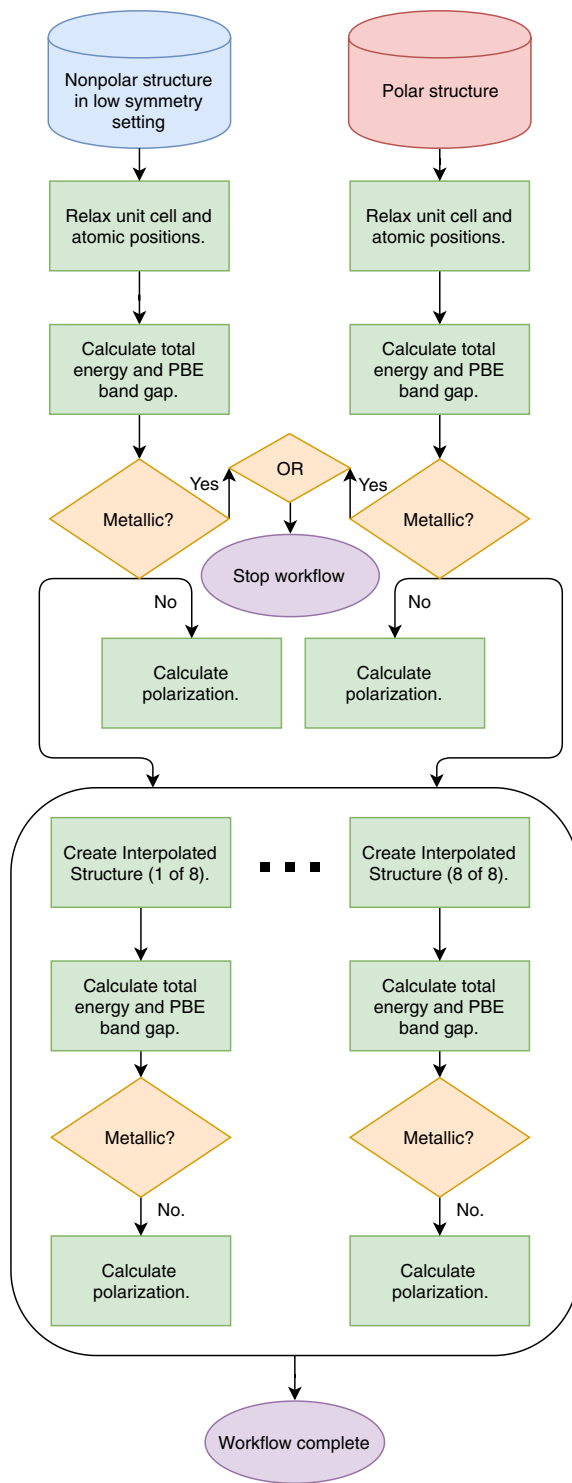 Nonpolar structure
in low symmetry
setting
Polar structure
Relax unit cell and
atomic positions.
Relax unit cell and
atomic positions.
Calculate total
energy and PBE
band gap.
Calculate total
energy and PBE
band gap.
OR
Yes
Yes
Metallic?
Metallic?
Stop workflow
No
No
Calculate
polarization.
Calculate
polarization.
Create Interpolated
Structure (1 of 8).
Create Interpolated
Structure (8 of 8).
Calculate total
energy and PBE
band gap.
Calculate total
energy and PBE
band gap.
Metallic?
Metallic?
No.
No.
Calculate
polarization.
Calculate
polarization.
Workflow complete